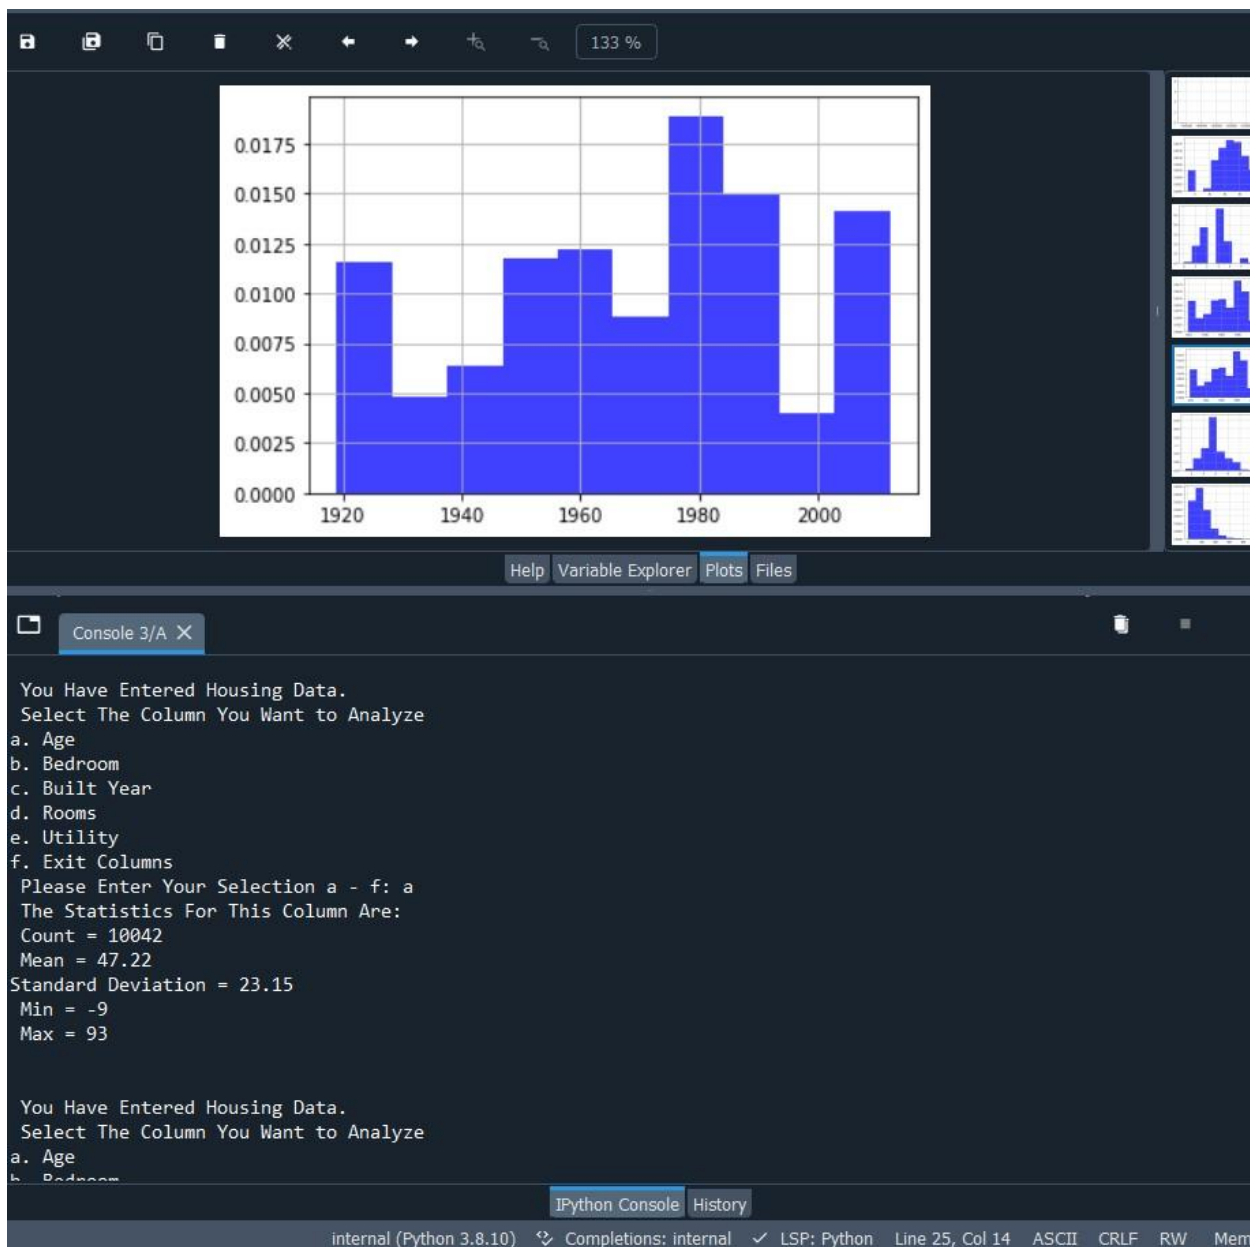 133 %
0.0175
0.0150
0.0125
0.0100
0.0075
0.0050
0.0025
0.0000
1920 1940 1960 1980 2000
Help Variable Explorer Plots Files
Console 3/A
You Have Entered Housing Data.
Select The Column You Want to Analyze
a. Age
b. Bedroom
c. Built Year
d. Rooms
e. Utility
f. Exit Columns
Please Enter Your Selection a - f: a
The Statistics For This Column Are:
Count = 10042
Mean = 47.22
Standard Deviation = 23.15
Min = -9
Max = 93
You Have Entered Housing Data.
Select The Column You Want to Analyze
a. Age
b. Bedroom
IPython Console History
internal (Python 3.8.10) Completions: internal LSP: Python Line 25, Col 14 ASCII CRLF RW Mem